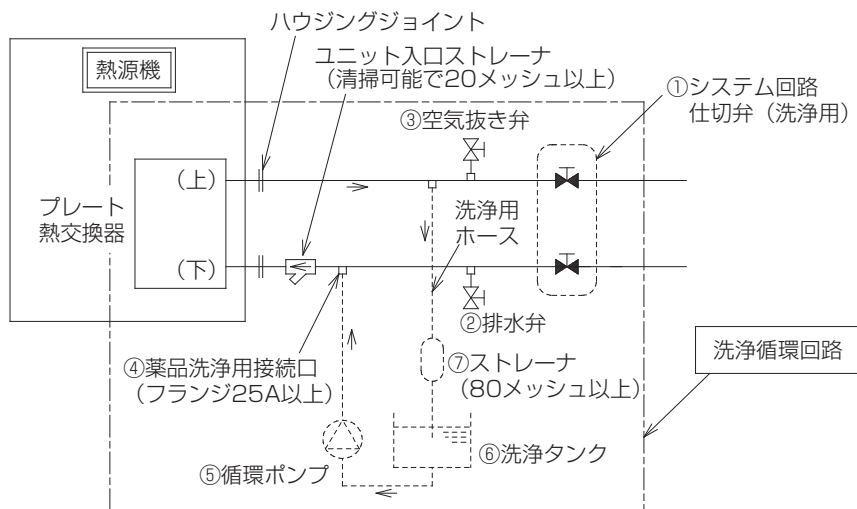 ハウジングジョイント
熱源機
ユニット入口ストレーナ
（清掃可能で20メッシュ以上）
①システム回路
仕切弁（洗浄用）
③空気抜き弁
（上）
プレート
熱交換器
洗浄用
ホース
（下）
②排水弁
④薬品洗浄用接続口
（フランジ25A以上）
⑦ストレーナ
（80メッシュ以上）
洗浄循環回路
⑥洗浄タンク
⑤循環ポンプ